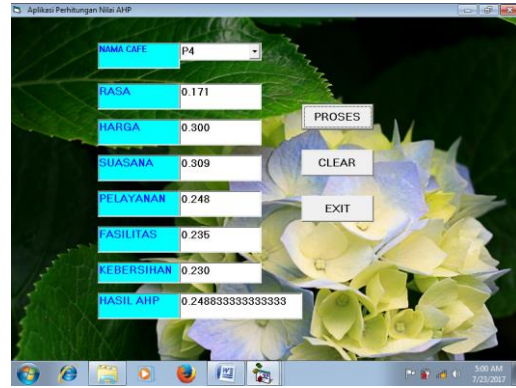 Aplikasi Perhitungan Nilai AHP
NAMA CAFE P4
RASA 0.171
HARGA 0.300
SUASANA 0.309
PELAYANAN 0.248
FASILITAS 0.235
KEBERSIHAN 0.230
HASIL AHP 0.248833333333333
PROSES
CLEAR
EXIT
5:00 AM
7/23/2017